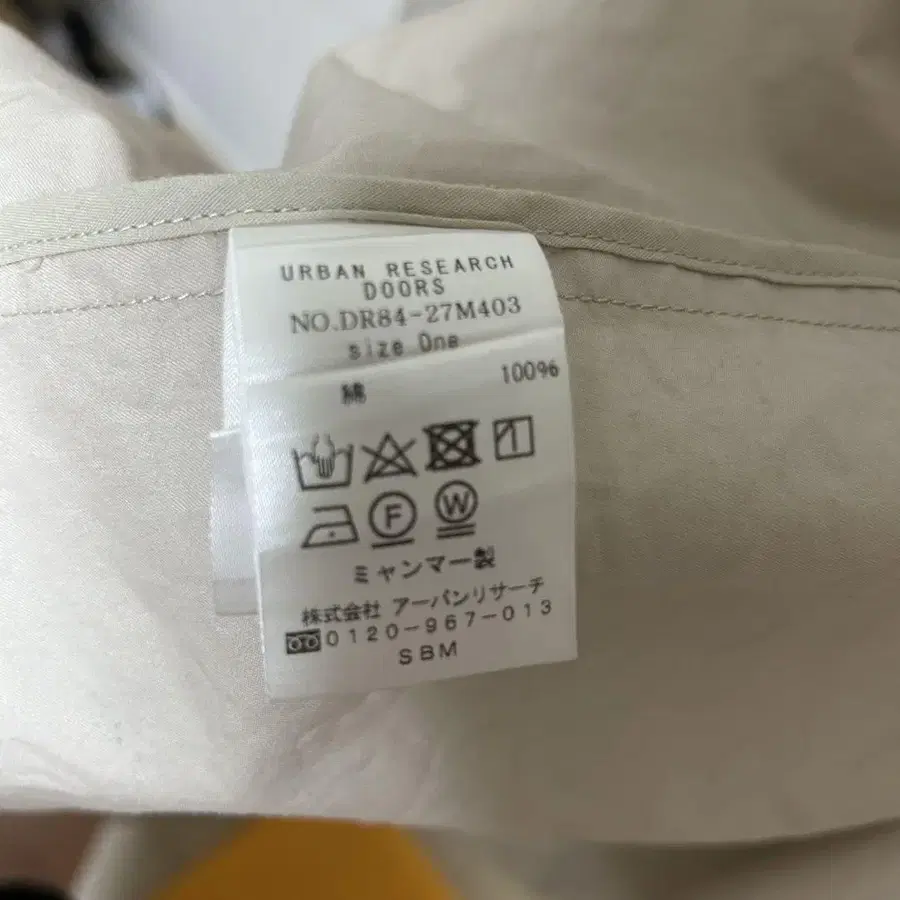 URBAN RESEARCH
DOORS
NO.DR84-27M403
size One
綿 100%
F W
ミャンマー製
株式会社 アーバンリサーチ
0120-967-013
SBM